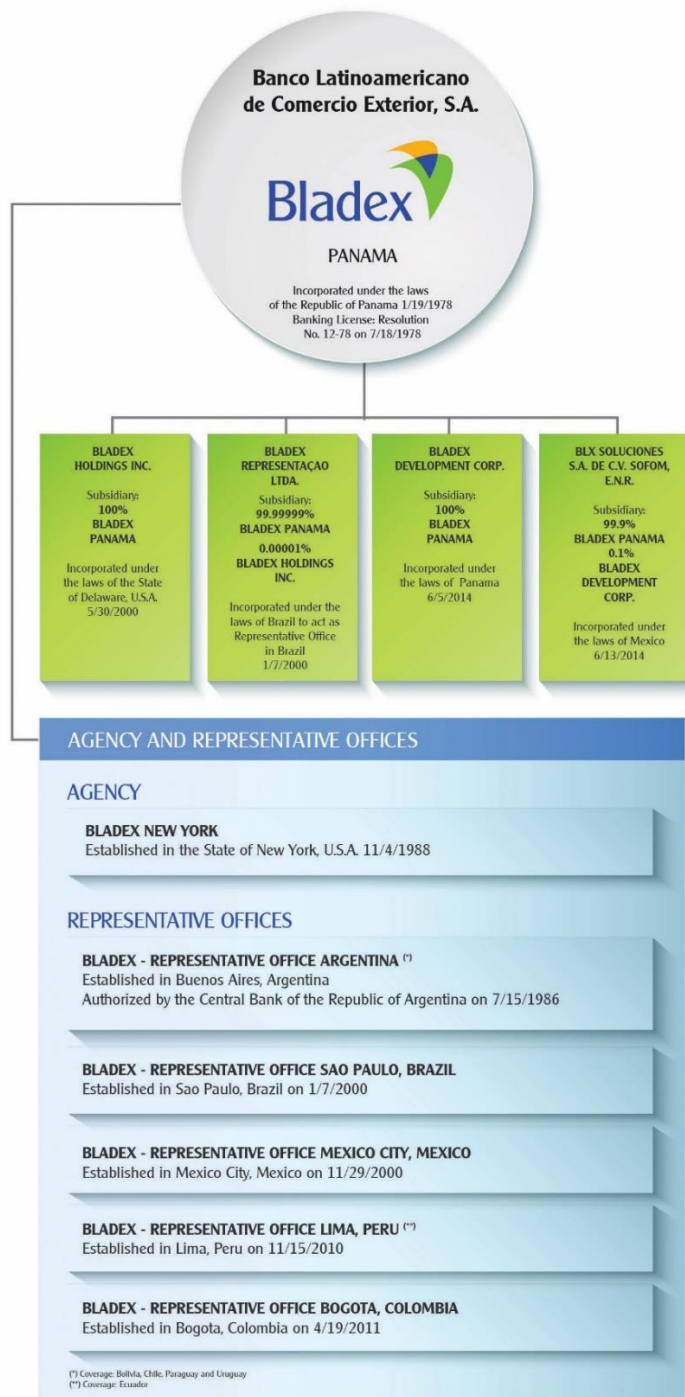 Banco Latinoamericano
de Comercio Exterior, S.A.
Bladex
PANAMA
Incorporated under the laws
of the Republic of Panama 1/19/1978
Banking License: Resolution
No. 12-78 on 7/18/1978
BLADEX
HOLDINGS INC.
Subsidiary:
100%
BLADEX
PANAMA
Incorporated under
the laws of the State
of Delaware, U.S.A.
5/30/2000
BLADEX
REPRESENTAÇAO
LTDA.
Subsidiary:
99.99999%
BLADEX PANAMA
0.00001%
BLADEX HOLDINGS
INC.
Incorporated under the
laws of Brazil to act as
Representative Office
in Brazil
1/7/2000
BLADEX
DEVELOPMENT CORP.
Subsidiary:
100%
BLADEX
PANAMA
Incorporated under
the laws of Panama
6/5/2014
BLX SOLUCIONES
S.A. DE C.V. SOFOM,
E.N.R.
Subsidiary:
99.9%
BLADEX PANAMA
0.1%
BLADEX
DEVELOPMENT
CORP.
Incorporated under
the laws of Mexico
6/13/2014
AGENCY AND REPRESENTATIVE OFFICES
AGENCY
BLADEX NEW YORK
Established in the State of New York, U.S.A. 11/4/1988
REPRESENTATIVE OFFICES
BLADEX - REPRESENTATIVE OFFICE ARGENTINA (*)
Established in Buenos Aires, Argentina
Authorized by the Central Bank of the Republic of Argentina on 7/15/1986
BLADEX - REPRESENTATIVE OFFICE SAO PAULO, BRAZIL
Established in Sao Paulo, Brazil on 1/7/2000
BLADEX - REPRESENTATIVE OFFICE MEXICO CITY, MEXICO
Established in Mexico City, Mexico on 11/29/2000
BLADEX - REPRESENTATIVE OFFICE LIMA, PERU (**)
Established in Lima, Peru on 11/15/2010
BLADEX - REPRESENTATIVE OFFICE BOGOTA, COLOMBIA
Established in Bogota, Colombia on 4/19/2011
(*) Coverage: Bolivia, Chile, Paraguay and Uruguay
(**) Coverage: Ecuador